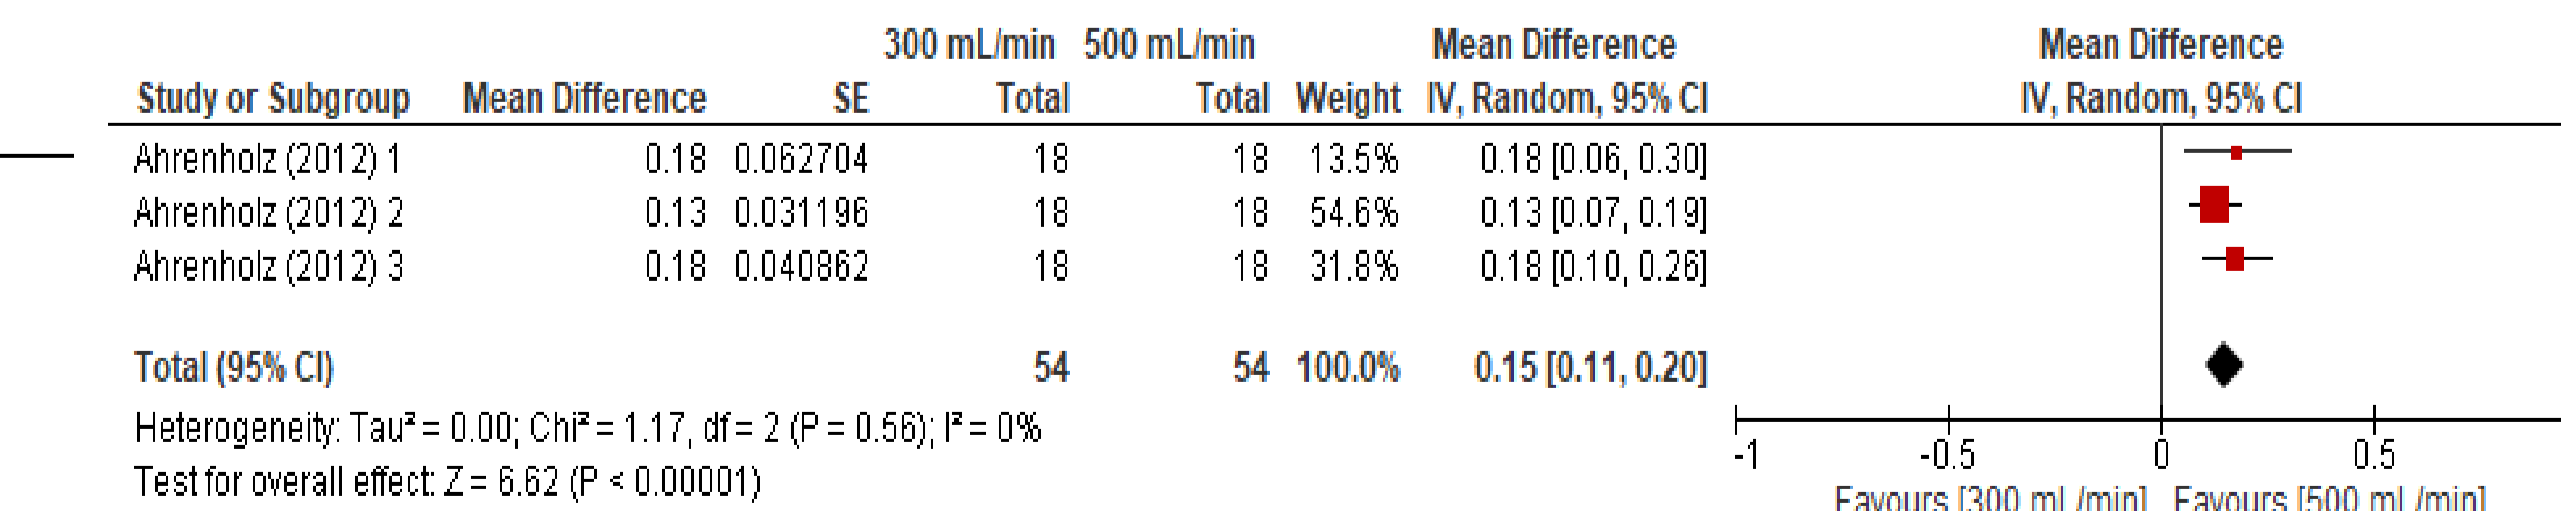 300 mL/min 500 mL/min Mean Difference Mean Difference
Study or Subgroup Mean Difference SE Total Total Weight IV, Random, 95% CI IV, Random, 95% CI
Ahrenholz (2012) 1 0.18 0.062704 18 18 13.5% 0.18 [0.06, 0.30]
Ahrenholz (2012) 2 0.13 0.031196 18 18 54.6% 0.13 [0.07, 0.19]
Ahrenholz (2012) 3 0.18 0.040862 18 18 31.8% 0.18 [0.10, 0.26]
Total (95% CI) 54 54 100.0% 0.15 [0.11, 0.20]
Heterogeneity: Tau² = 0.00; Chi² = 1.17, df = 2 (P = 0.56); I² = 0%
Test for overall effect: Z = 6.62 (P < 0.00001)
-1 -0.5 0 0.5
Favours [300 mL/min] Favours [500 mL/min]